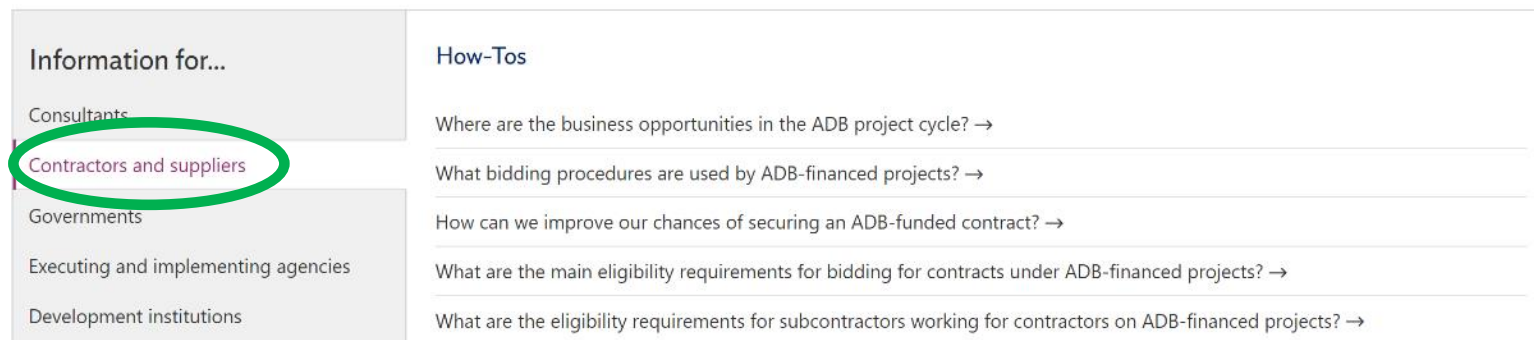 Information for...
Consultants
Contractors and suppliers
Governments
Executing and implementing agencies
Development institutions
How-Tos
Where are the business opportunities in the ADB project cycle? →
What bidding procedures are used by ADB-financed projects? →
How can we improve our chances of securing an ADB-funded contract? →
What are the main eligibility requirements for bidding for contracts under ADB-financed projects? →
What are the eligibility requirements for subcontractors working for contractors on ADB-financed projects? →